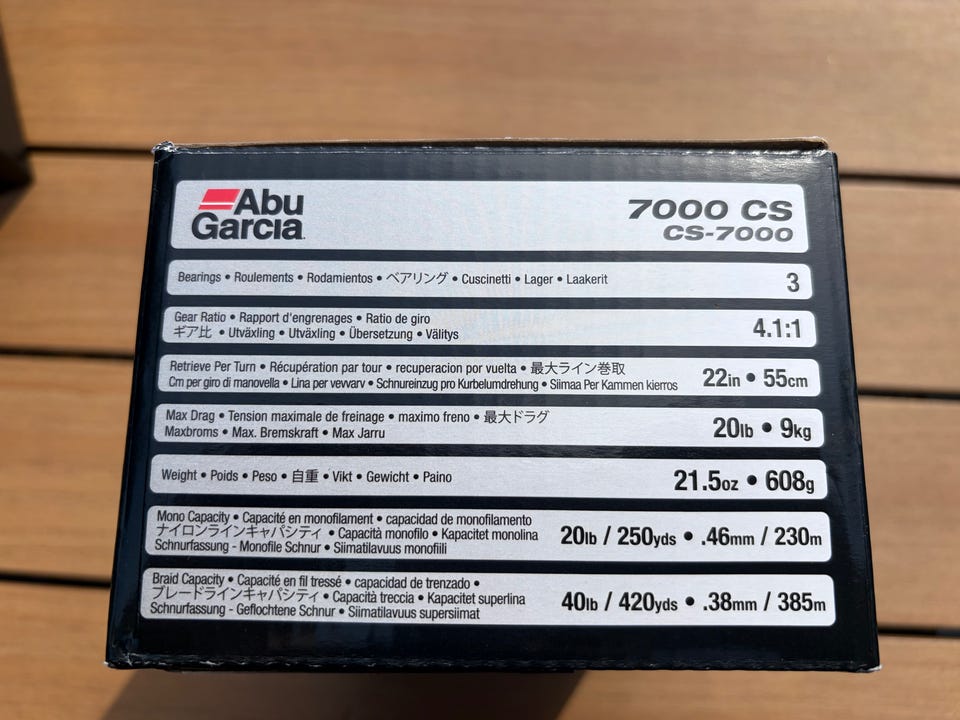 Abu
Garcia
7000 CS
CS-7000
Bearings • Roulements • Rodamientos • ベアリング • Cuscinetti • Lager • Laakerit
3
Gear Ratio • Rapport d'engrenages • Ratio de giro
ギア比 • Utväxling • Utväxling • Übersetzung • Välitys
4.1:1
Retrieve Per Turn • Récupération par tour • recuperacion por vuelta • 最大ライン巻取
Cm per giro di manovella • Lina per vevvarv • Schnureinzug pro Kurbelumdrehung • Siimaa Per Kammen kierros
22in • 55cm
Max Drag • Tension maximale de freinage • maximo freno • 最大ドラグ
Maxbroms • Max. Bremskraft • Max Jarru
20lb • 9kg
Weight • Poids • Peso • 自重 • Vikt • Gewicht • Paino
21.5oz • 608g
Mono Capacity • Capacité en monofilament • capacidad de monofilamento
ナイロンラインキャパシティ • Capacità monofilo • Kapacitet monolina
Schnurfassung - Monofile Schnur • Siimatilavuus monofiili
20lb / 250yds • .46mm / 230m
Braid Capacity • Capacité en fil tressé • capacidad de trenzado •
ブレードラインキャパシティ • Capacità treccia • Kapacitet superlina
Schnurfassung - Geflochtene Schnur • Siimatilavuus supersiimat
40lb / 420yds • .38mm / 385m